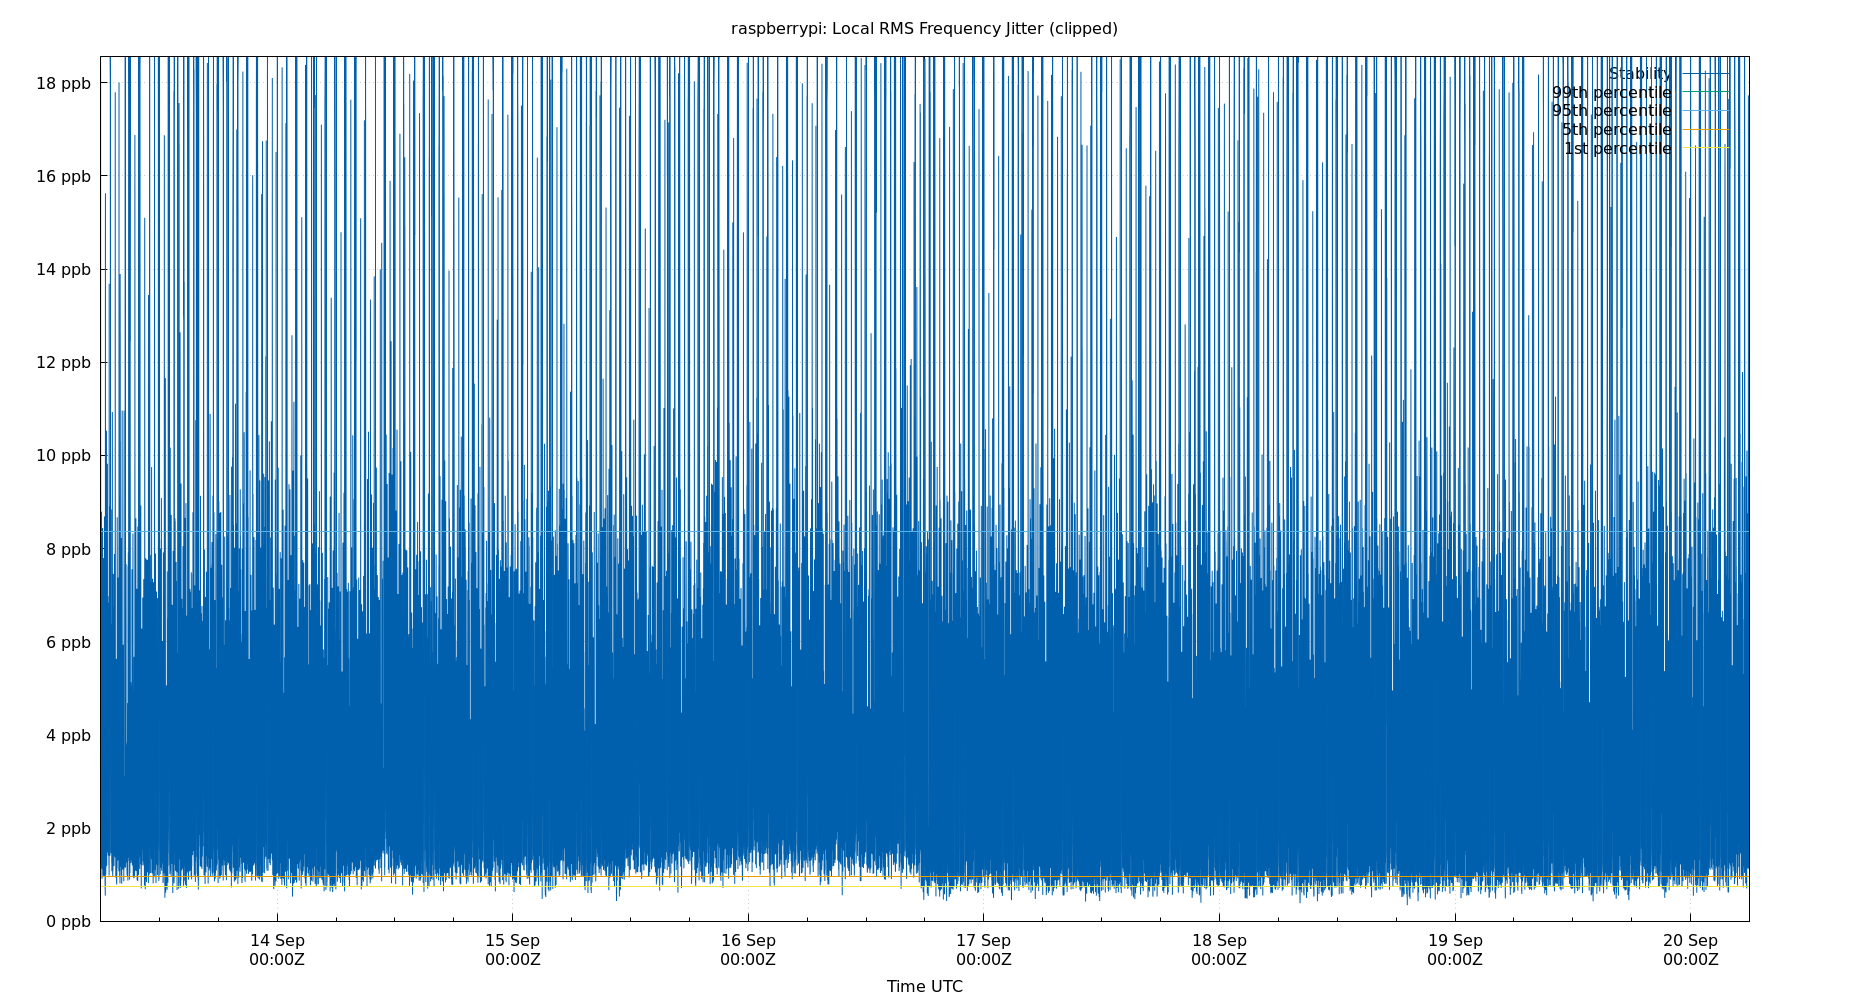 raspberrypi: Local RMS Frequency Jitter (clipped)
18 ppb
16 ppb
14 ppb
12 ppb
10 ppb
8 ppb
6 ppb
4 ppb
2 ppb
0 ppb
Stability
99th percentile
95th percentile
5th percentile
1st percentile
14 Sep 15 Sep 16 Sep 17 Sep 18 Sep 19 Sep 20 Sep
00:00Z 00:00Z 00:00Z 00:00Z 00:00Z 00:00Z 00:00Z
Time UTC